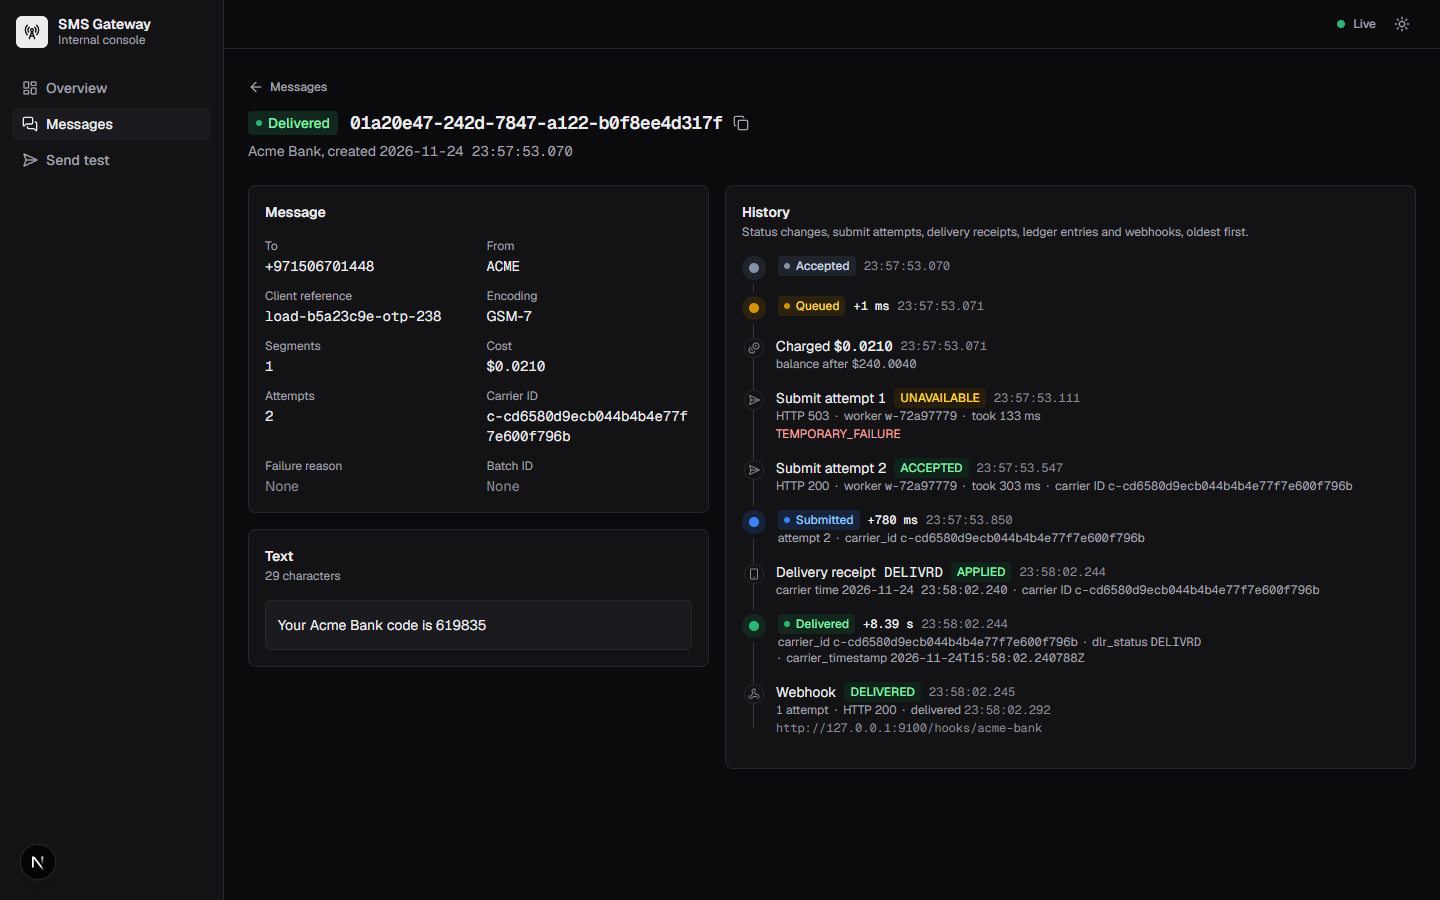 SMS Gateway
Internal console
Overview
Messages
Send test
Live
Messages
Delivered 01a20e47-242d-7847-a122-b0f8ee4d317f
Acme Bank, created 2026-11-24 23:57:53.070
Message
To From
+971506701448 ACME
Client reference Encoding
load-b5a23c9e-otp-238 GSM-7
Segments Cost
1 $0.0210
Attempts Carrier ID
2 c-cd6580d9ecb044b4b4e77f
7e600f796b
Failure reason Batch ID
None None
Text
29 characters
Your Acme Bank code is 619835
History
Status changes, submit attempts, delivery receipts, ledger entries and webhooks, oldest first.
Accepted 23:57:53.070
Queued +1 ms 23:57:53.071
Charged $0.0210 23:57:53.071
balance after $240.0040
Submit attempt 1 UNAVAILABLE 23:57:53.111
HTTP 503 · worker w-72a97779 · took 133 ms
TEMPORARY_FAILURE
Submit attempt 2 ACCEPTED 23:57:53.547
HTTP 200 · worker w-72a97779 · took 303 ms · carrier ID c-cd6580d9ecb044b4b4e77f7e600f796b
Submitted +780 ms 23:57:53.850
attempt 2 · carrier_id c-cd6580d9ecb044b4b4e77f7e600f796b
Delivery receipt DELIVRD APPLIED 23:58:02.244
carrier time 2026-11-24 23:58:02.240 · carrier ID c-cd6580d9ecb044b4b4e77f7e600f796b
Delivered +8.39 s 23:58:02.244
carrier_id c-cd6580d9ecb044b4b4e77f7e600f796b · dlr_status DELIVRD
· carrier_timestamp 2026-11-24T15:58:02.240788Z
Webhook DELIVERED 23:58:02.245
1 attempt · HTTP 200 · delivered 23:58:02.292
http://127.0.0.1:9100/hooks/acme-bank
N